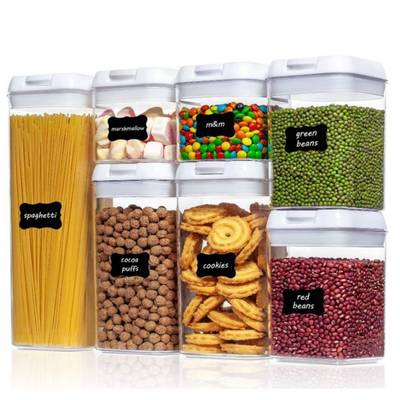 marshmallow
m&m
green
beans
spaghetti
cocoa
puffs
cookies
red
beans